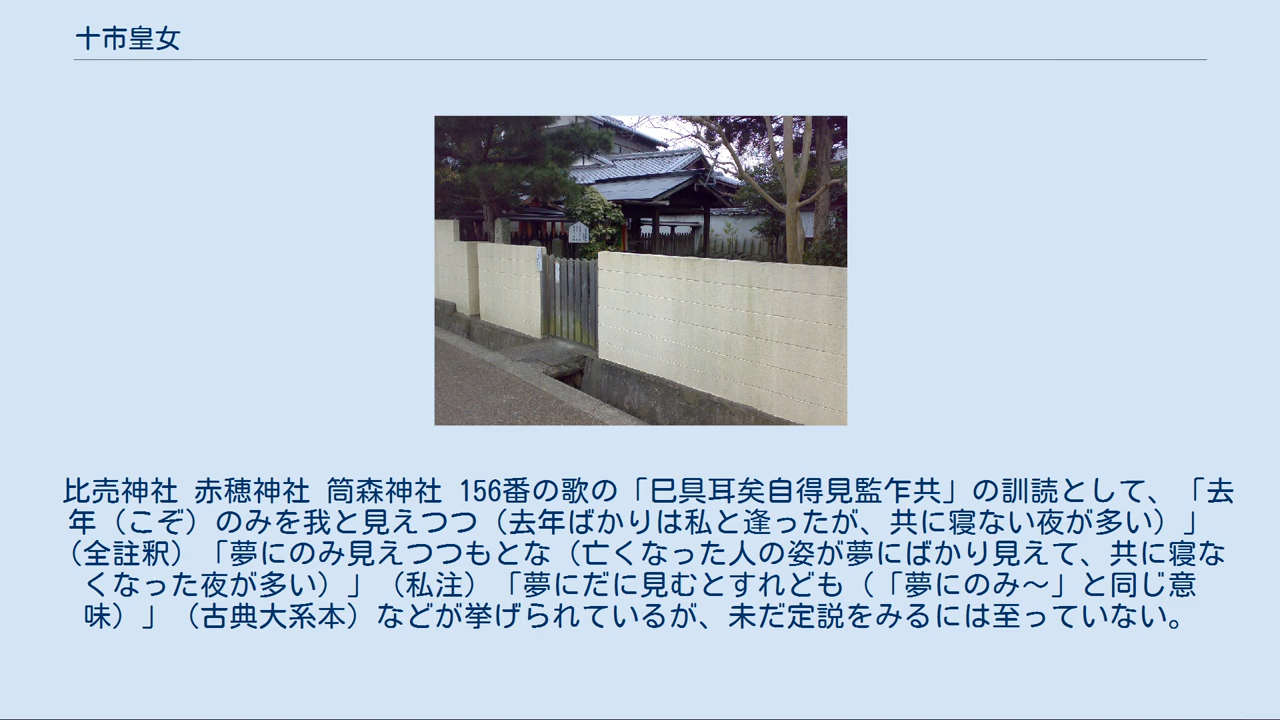 十市皇女
比売神社 赤穂神社 筒森神社 156番の歌の「巳具耳矣自得見監乍共」の訓読として、「去
年（こぞ）のみを我と見えつつ（去年ばかりは私と逢ったが、共に寝ない夜が多い）」
（全註釈）「夢にのみ見えつつもとな（亡くなった人の姿が夢にばかり見えて、共に寝な
くなった夜が多い）」（私注）「夢にだに見むとすれども（「夢にのみ～」と同じ意
味）」（古典大系本）などが挙げられているが、未だ定説をみるには至っていない。